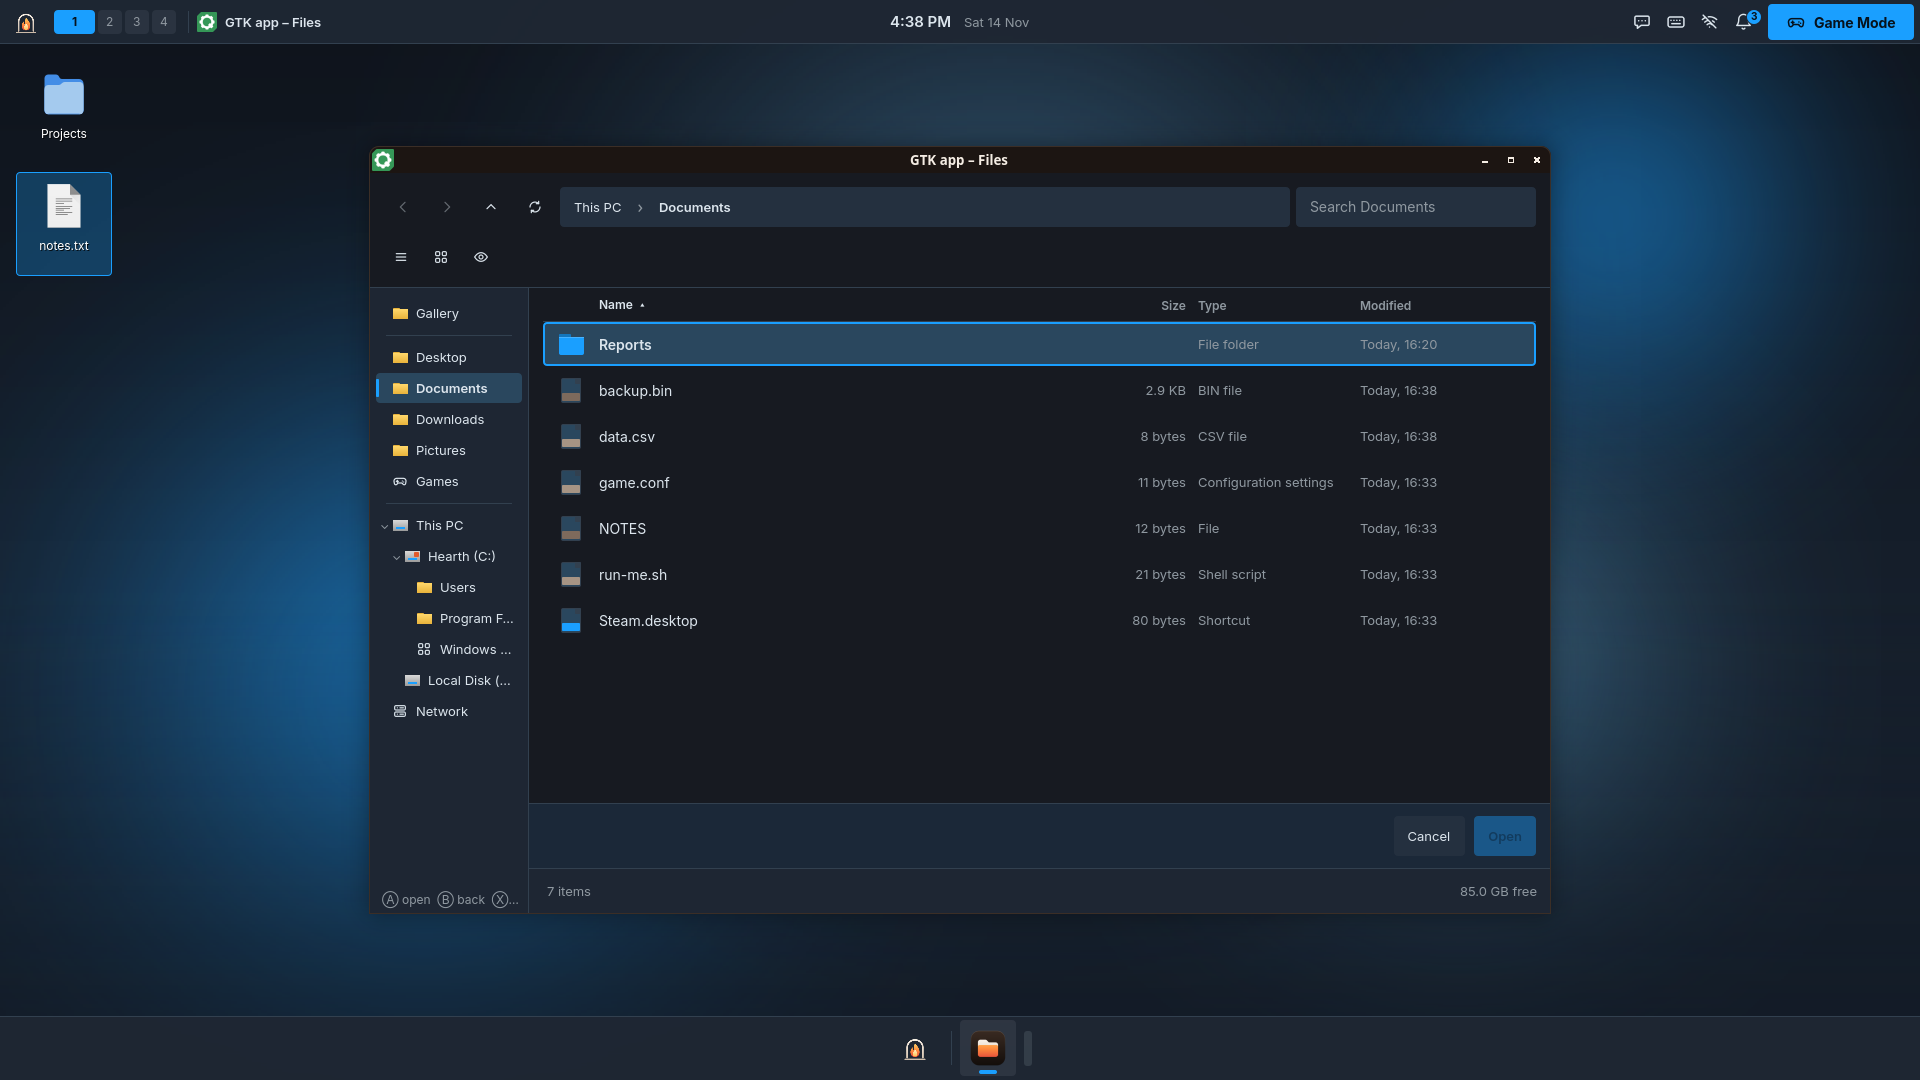 1 2 3 4 GTK app – Files 4:38 PM Sat 14 Nov 3 Game Mode
Projects
notes.txt
GTK app – Files
This PC › Documents Search Documents
Name Size Type Modified
Gallery
Desktop
Documents
Downloads
Pictures
Games
This PC
Hearth (C:)
Users
Program F...
Windows ...
Local Disk (...
Network
Reports File folder Today, 16:20
backup.bin 2.9 KB BIN file Today, 16:38
data.csv 8 bytes CSV file Today, 16:38
game.conf 11 bytes Configuration settings Today, 16:33
NOTES 12 bytes File Today, 16:33
run-me.sh 21 bytes Shell script Today, 16:33
Steam.desktop 80 bytes Shortcut Today, 16:33
Cancel Open
A open B back X...
7 items 85.0 GB free